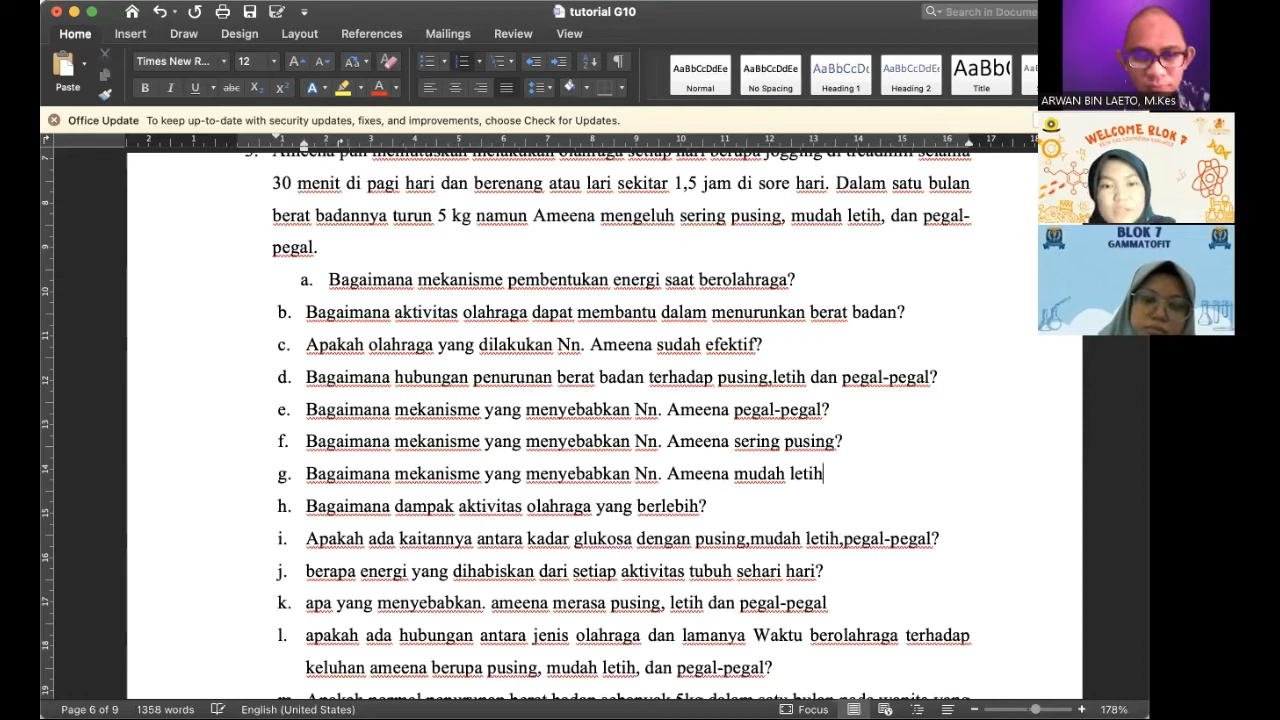 tutorial G10
Search in Docume
Home Insert Draw Design Layout References Mailings Review View
Paste
Times New R... 12
AaBbCcDdEe AaBbCcDdEe AaBbCcDdE AaBbCcDdEe AaBb(
Normal No Spacing Heading 1 Heading 2 Title
Office Update To keep up-to-date with security updates, fixes, and improvements, choose Check for Updates.
30 menit di pagi hari dan berenang atau lari sekitar 1,5 jam di sore hari. Dalam satu bulan
berat badannya turun 5 kg namun Ameena mengeluh sering pusing, mudah letih, dan pegal-
pegal.
a. Bagaimana mekanisme pembentukan energi saat berolahraga?
b. Bagaimana aktivitas olahraga dapat membantu dalam menurunkan berat badan?
c. Apakah olahraga yang dilakukan Nn. Ameena sudah efektif?
d. Bagaimana hubungan penurunan berat badan terhadap pusing,letih dan pegal-pegal?
e. Bagaimana mekanisme yang menyebabkan Nn. Ameena pegal-pegal?
f. Bagaimana mekanisme yang menyebabkan Nn. Ameena sering pusing?
g. Bagaimana mekanisme yang menyebabkan Nn. Ameena mudah letih
h. Bagaimana dampak aktivitas olahraga yang berlebih?
i. Apakah ada kaitannya antara kadar glukosa dengan pusing,mudah letih,pegal-pegal?
j. berapa energi yang dihabiskan dari setiap aktivitas tubuh sehari hari?
k. apa yang menyebabkan. ameena merasa pusing, letih dan pegal-pegal
l. apakah ada hubungan antara jenis olahraga dan lamanya Waktu berolahraga terhadap
keluhan ameena berupa pusing, mudah letih, dan pegal-pegal?
Page 6 of 9 1358 words English (United States) Focus 178%
ARWAN BIN LAETO, M.Kes
WELCOME BLOK 7
BLOK 7
GAMMATOFIT